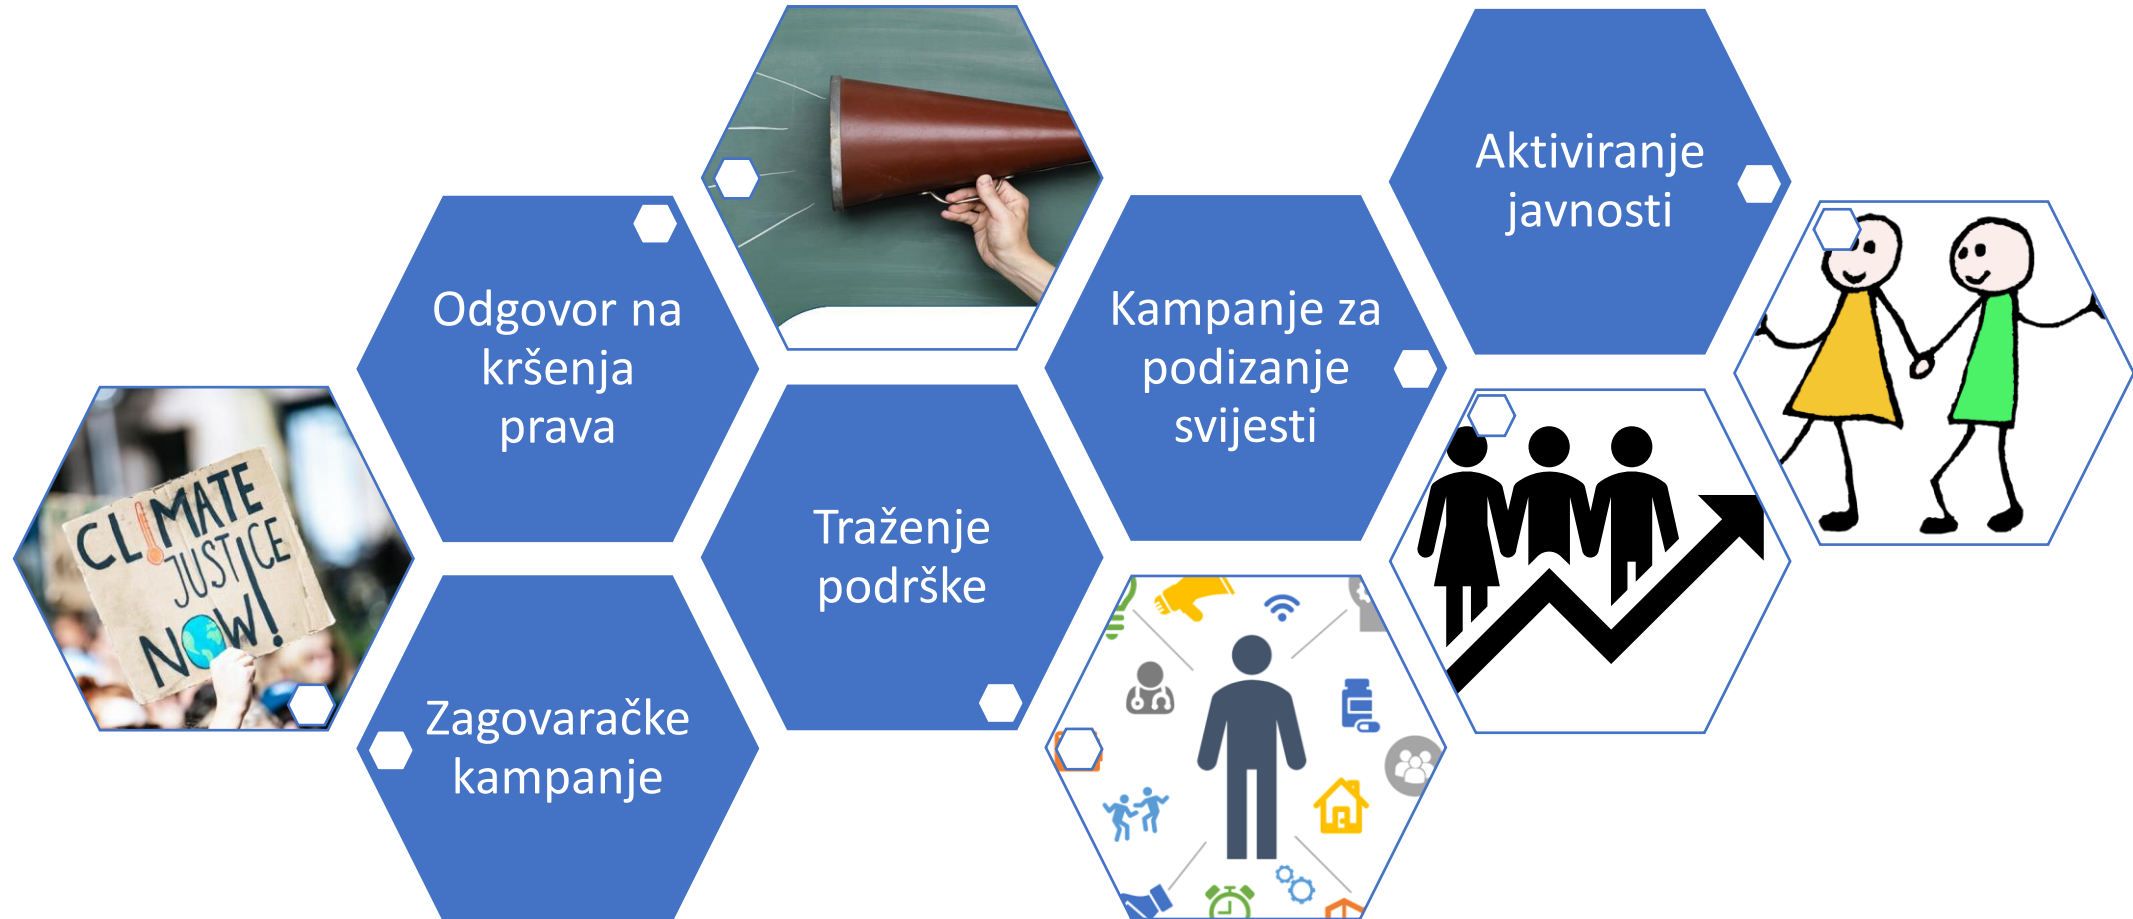 Odgovor na
kršenja
prava
CLIMATE
JUSTICE
NOW!
Zagovaračke
kampanje
Traženje
podrške
Kampanje za
podizanje
svijesti
Aktiviranje
javnosti